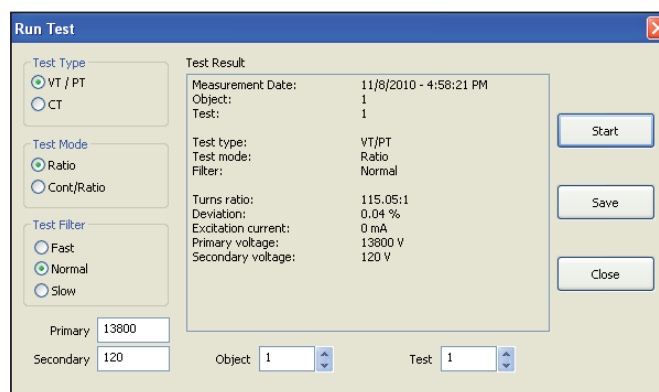 Run Test
Test Type
VT / PT
CT
Test Mode
Ratio
Cont/Ratio
Test Filter
Fast
Normal
Slow
Primary 13800
Secondary 120
Test Result
Measurement Date: 11/8/2010 - 4:58:21 PM
Object: 1
Test: 1
Test type: VT/PT
Test mode: Ratio
Filter: Normal
Turns ratio: 115.05:1
Deviation: 0.04 %
Excitation current: 0 mA
Primary voltage: 13800 V
Secondary voltage: 120 V
Object 1
Test 1
Start
Save
Close